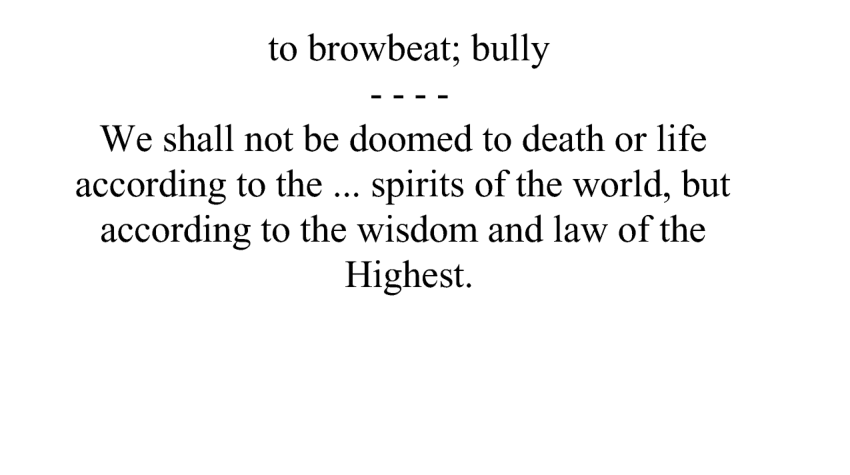 to browbeat; bully
- - - -
We shall not be doomed to death or life
according to the ... spirits of the world, but
according to the wisdom and law of the
Highest.